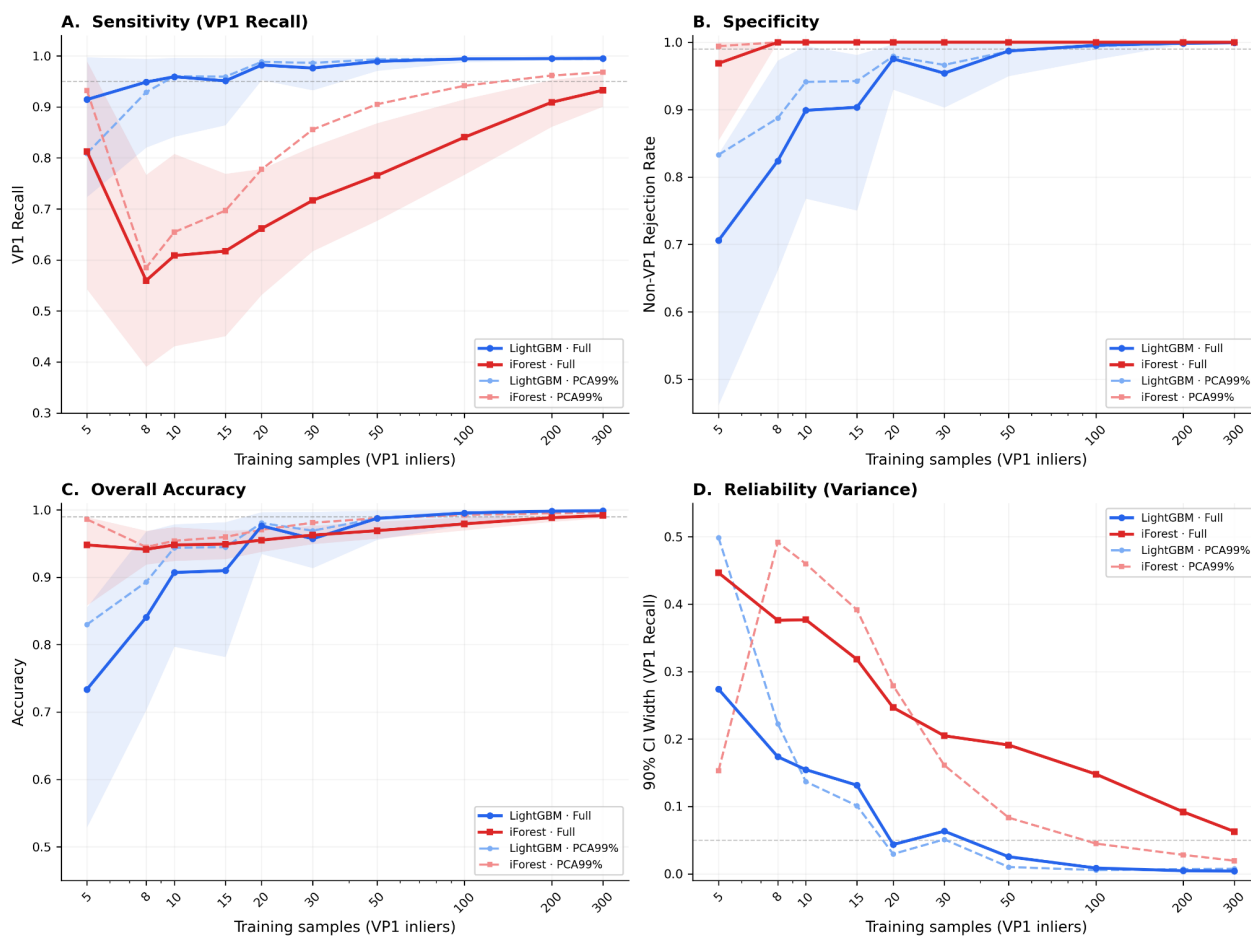 A.  Sensitivity (VP1 Recall)
VP1 Recall
1.0
0.9
0.8
0.7
0.6
0.5
0.4
0.3
LightGBM · Full
iForest · Full
LightGBM · PCA99%
iForest · PCA99%
5
8
10
15
20
30
50
100
200
300
Training samples (VP1 inliers)
B.  Specificity
Non-VP1 Rejection Rate
1.0
0.9
0.8
0.7
0.6
0.5
LightGBM · Full
iForest · Full
LightGBM · PCA99%
iForest · PCA99%
5
8
10
15
20
30
50
100
200
300
Training samples (VP1 inliers)
C.  Overall Accuracy
Accuracy
1.0
0.9
0.8
0.7
0.6
0.5
LightGBM · Full
iForest · Full
LightGBM · PCA99%
iForest · PCA99%
5
8
10
15
20
30
50
100
200
300
Training samples (VP1 inliers)
D.  Reliability (Variance)
90% CI Width (VP1 Recall)
0.5
0.4
0.3
0.2
0.1
0.0
LightGBM · Full
iForest · Full
LightGBM · PCA99%
iForest · PCA99%
5
8
10
15
20
30
50
100
200
300
Training samples (VP1 inliers)